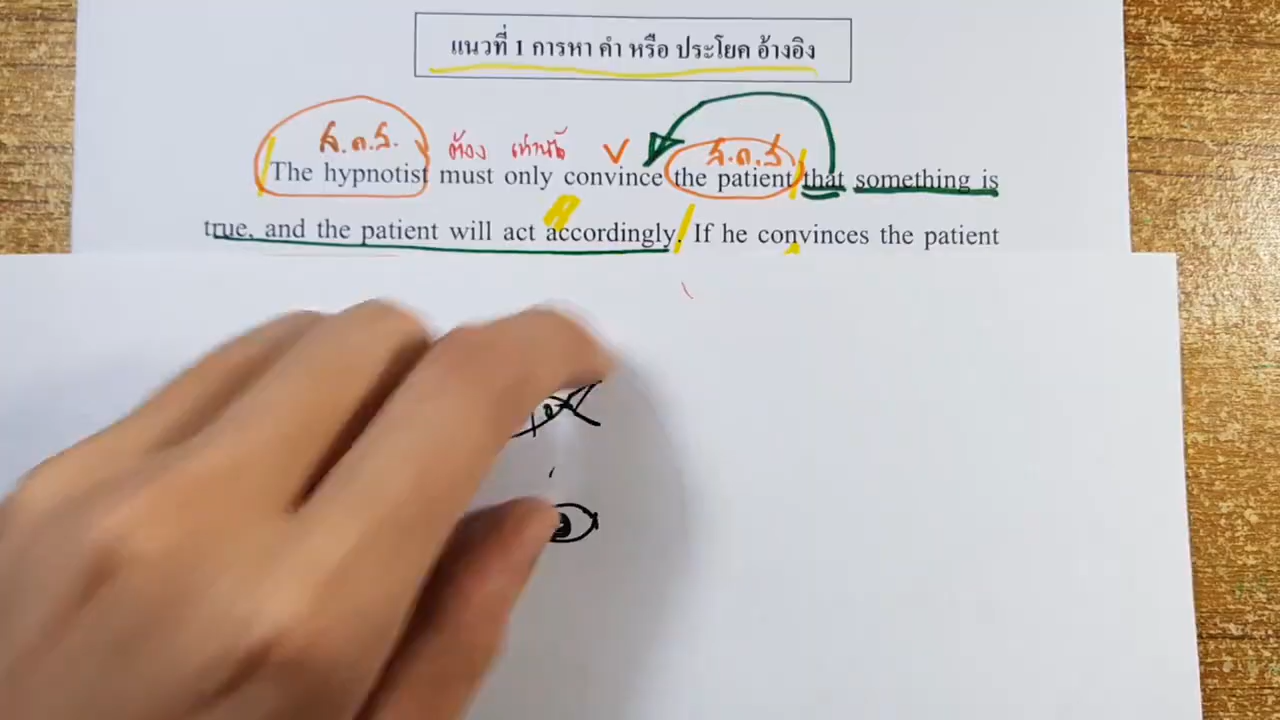 แนวที่ 1 การหา คำ หรือ ประโยค อ้างอิง
ส.ด.ส. ต้อง เท่านั้น V ส.ด.ส
The hypnotist must only convince the patient that something is
true, and the patient will act accordingly. If he convinces the patient